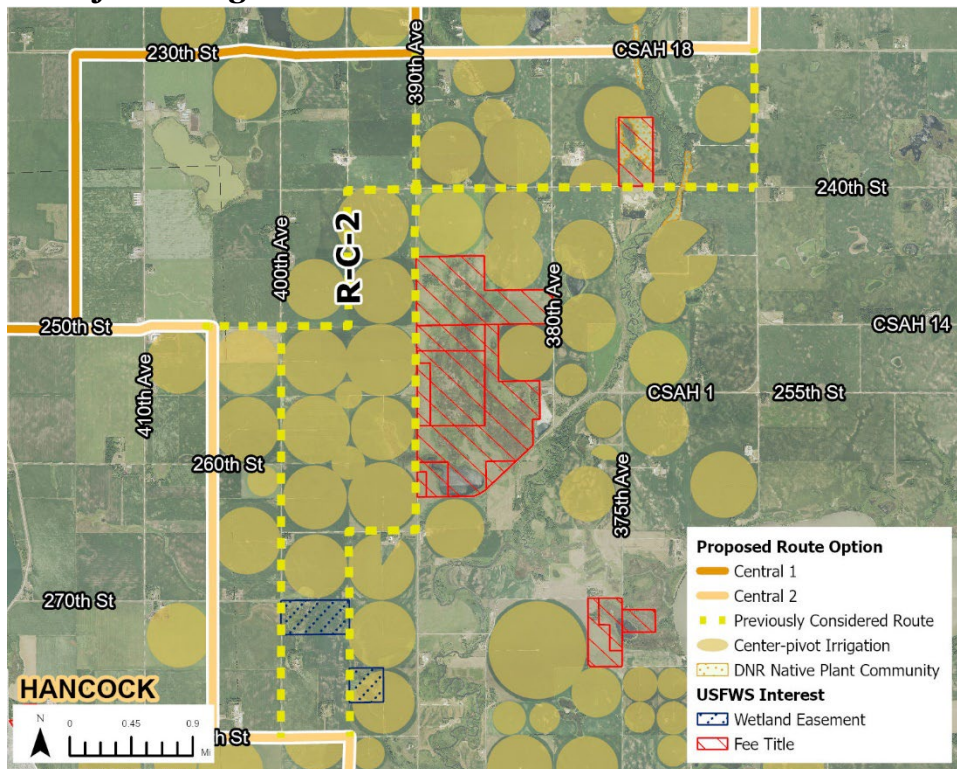 230th St
390th Ave
CSAH 18
240th St
400th Ave
R-C-2
380th Ave
250th St
CSAH 14
410th Ave
CSAH 1
255th St
260th St
375th Ave
270th St
HANCOCK
N
0 0.45 0.9
Mi
St
Proposed Route Option
Central 1
Central 2
Previously Considered Route
Center-pivot Irrigation
DNR Native Plant Community
USFWS Interest
Wetland Easement
Fee Title